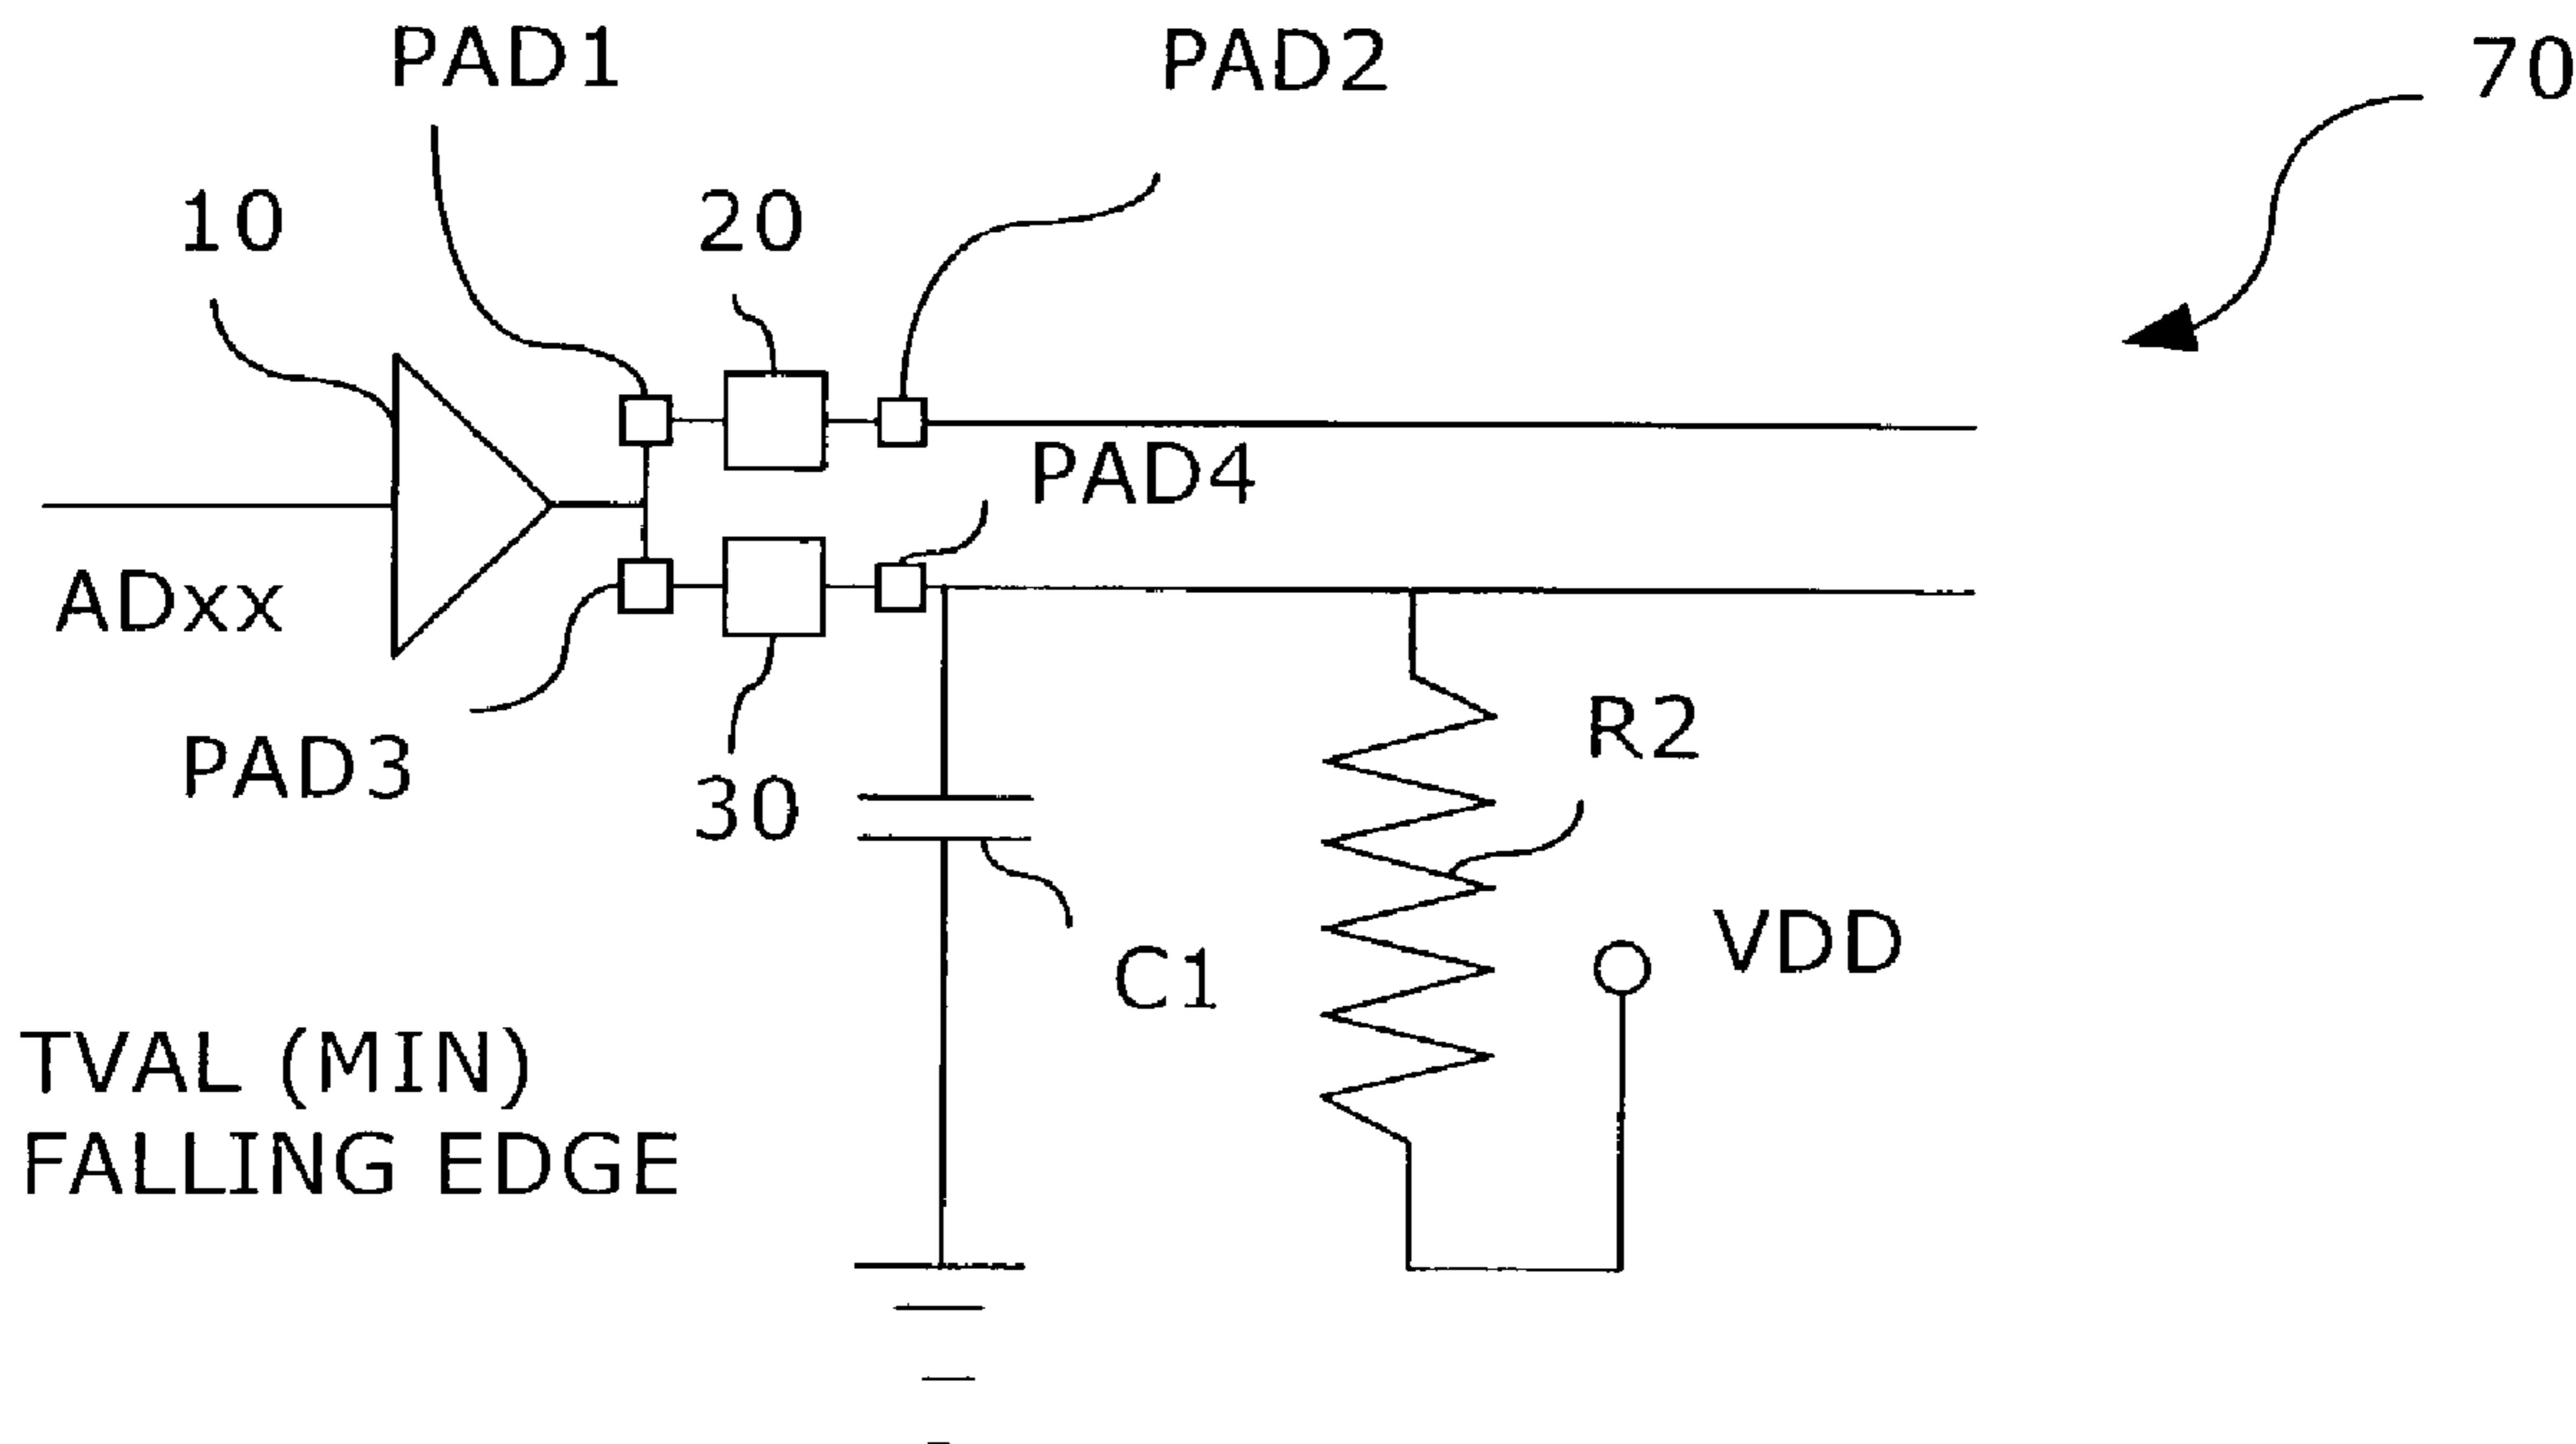 PAD1
PAD2
70
10
20
PAD4
ADxx
PAD3
30
R2
VDD
C1
TVAL (MIN)
FALLING EDGE